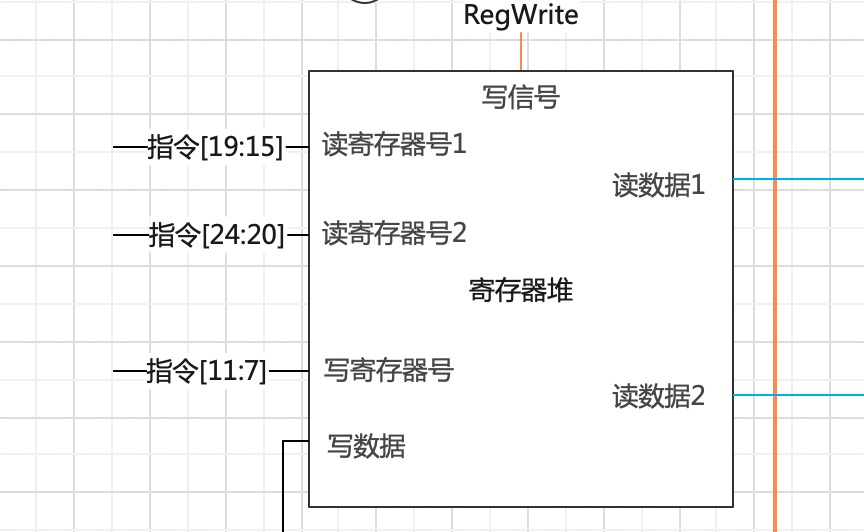 RegWrite
写信号
指令[19:15]
读寄存器号1
读数据1
指令[24:20]
读寄存器号2
寄存器堆
指令[11:7]
写寄存器号
读数据2
写数据